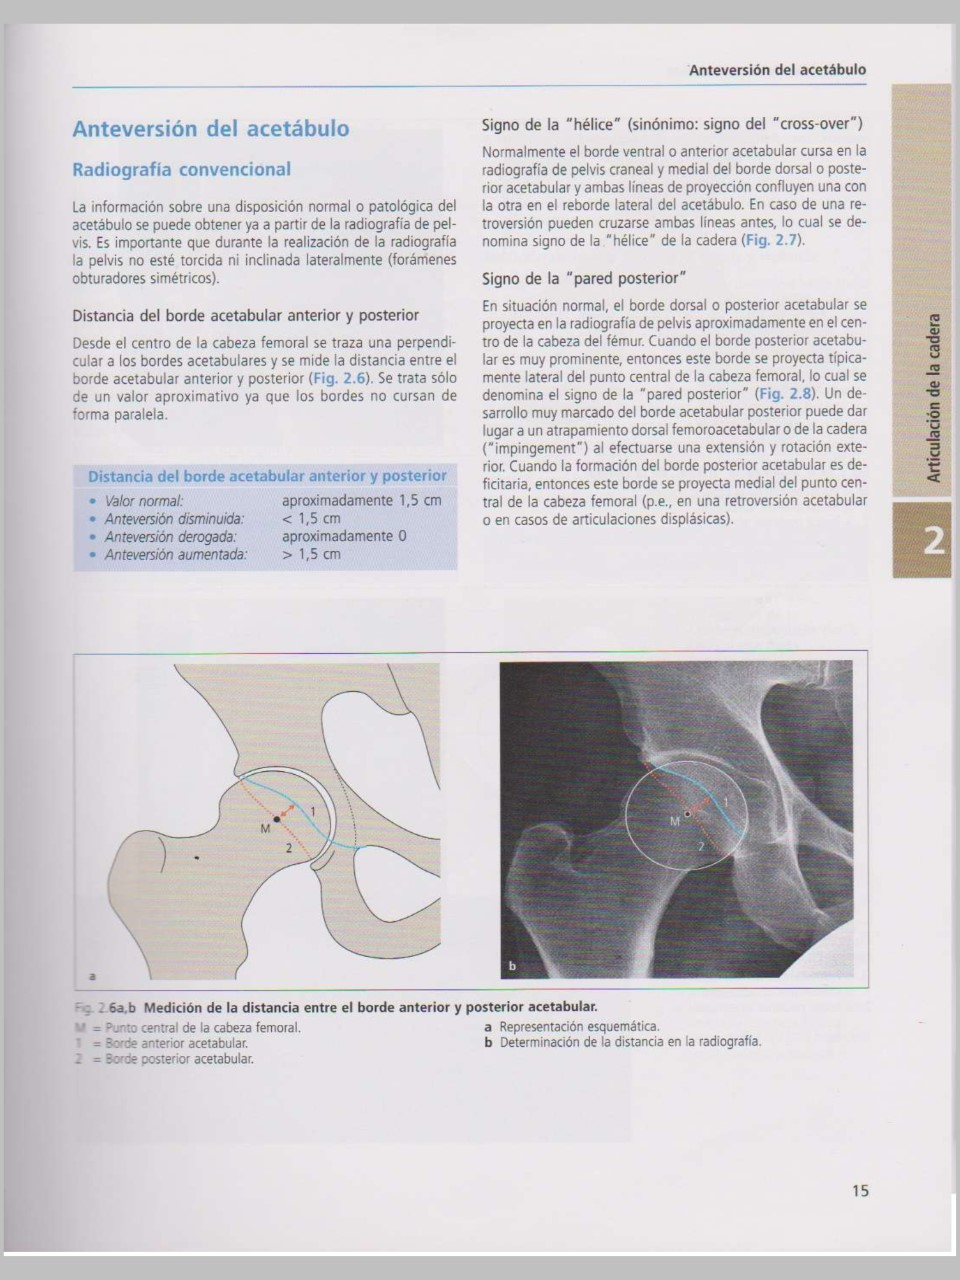 Anteversión del acetábulo
Anteversión del acetábulo
Radiografía convencional
La información sobre una disposición normal o patológica del
acetábulo se puede obtener ya a partir de la radiografía de pel-
vis. Es importante que durante la realización de la radiografía
la pelvis no esté torcida ni inclinada lateralmente (forámenes
obturadores simétricos).
Distancia del borde acetabular anterior y posterior
Desde el centro de la cabeza femoral se traza una perpendi-
cular a los bordes acetabulares y se mide la distancia entre el
borde acetabular anterior y posterior (Fig. 2.6). Se trata sólo
de un valor aproximativo ya que los bordes no cursan de
forma paralela.
Distancia del borde acetabular anterior y posterior
• Valor normal: aproximadamente 1,5 cm
• Anteversión disminuida: < 1,5 cm
• Anteversión derogada: aproximadamente 0
• Anteversión aumentada: > 1,5 cm
Signo de la "hélice" (sinónimo: signo del "cross-over")
Normalmente el borde ventral o anterior acetabular cursa en la
radiografía de pelvis craneal y medial del borde dorsal o poste-
rior acetabular y ambas líneas de proyección confluyen una con
la otra en el reborde lateral del acetábulo. En caso de una re-
troversión pueden cruzarse ambas líneas antes, lo cual se de-
nomina signo de la "hélice" de la cadera (Fig. 2.7).
Signo de la "pared posterior"
En situación normal, el borde dorsal o posterior acetabular se
proyecta en la radiografía de pelvis aproximadamente en el cen-
tro de la cabeza del fémur. Cuando el borde posterior acetabu-
lar es muy prominente, entonces este borde se proyecta típica-
mente lateral del punto central de la cabeza femoral, lo cual se
denomina el signo de la "pared posterior" (Fig. 2.8). Un de-
sarrollo muy marcado del borde acetabular posterior puede dar
lugar a un atrapamiento dorsal femoroacetabular o de la cadera
("impingement") al efectuarse una extensión y rotación exte-
rior. Cuando la formación del borde posterior acetabular es de-
ficitaria, entonces este borde se proyecta medial del punto cen-
tral de la cabeza femoral (p.e., en una retroversión acetabular
o en casos de articulaciones displásicas).
Articulación de la cadera
2
1
M
2
a
1
M
2
b
Fig. 2.6a,b Medición de la distancia entre el borde anterior y posterior acetabular.
M = Punto central de la cabeza femoral.
1 = Borde anterior acetabular.
2 = Borde posterior acetabular.
a Representación esquemática.
b Determinación de la distancia en la radiografía.
15